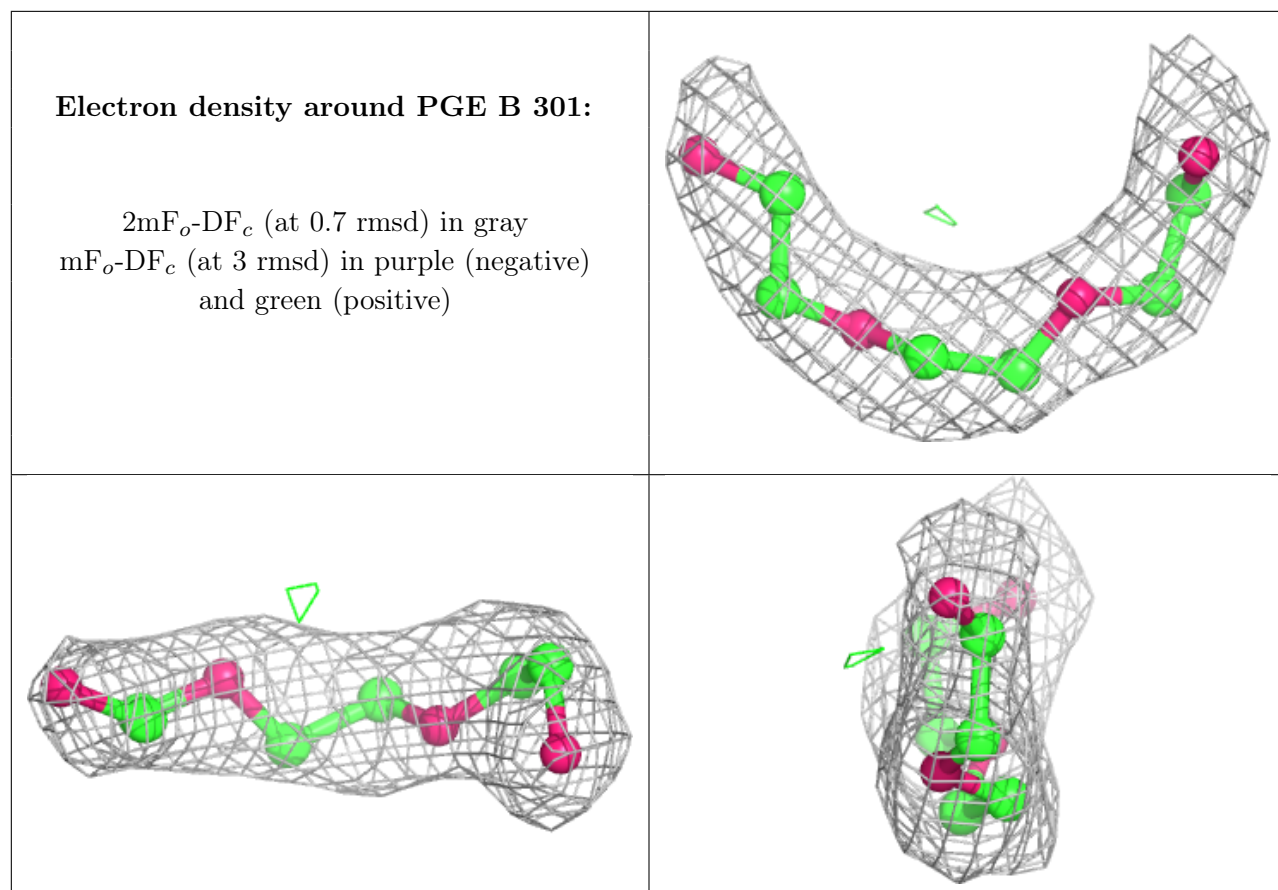 Electron density around PGE B 301:
2mFo-DFc (at 0.7 rmsd) in gray
mFo-DFc (at 3 rmsd) in purple (negative)
and green (positive)